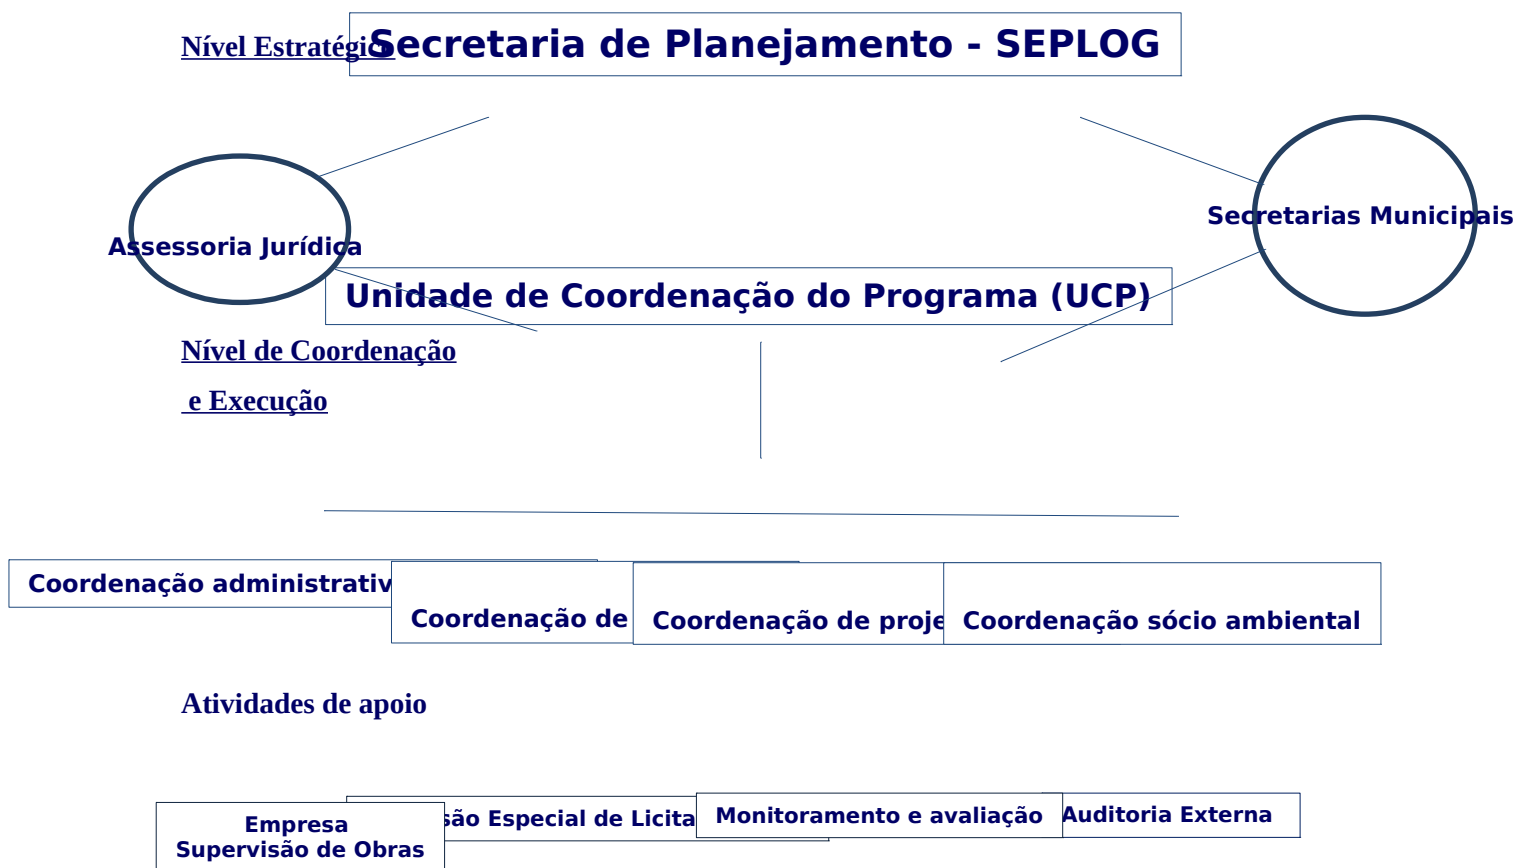 Nível Estratégico
Secretaria de Planejamento - SEPLOG
Assessoria Jurídica
Secretarias Municipais
Unidade de Coordenação do Programa (UCP)
Nível de Coordenação
e Execução
Coordenação administrativ
Coordenação de
Coordenação de proje
Coordenação sócio ambiental
Atividades de apoio
Empresa
Supervisão de Obras
são Especial de Licita
Monitoramento e avaliação
Auditoria Externa